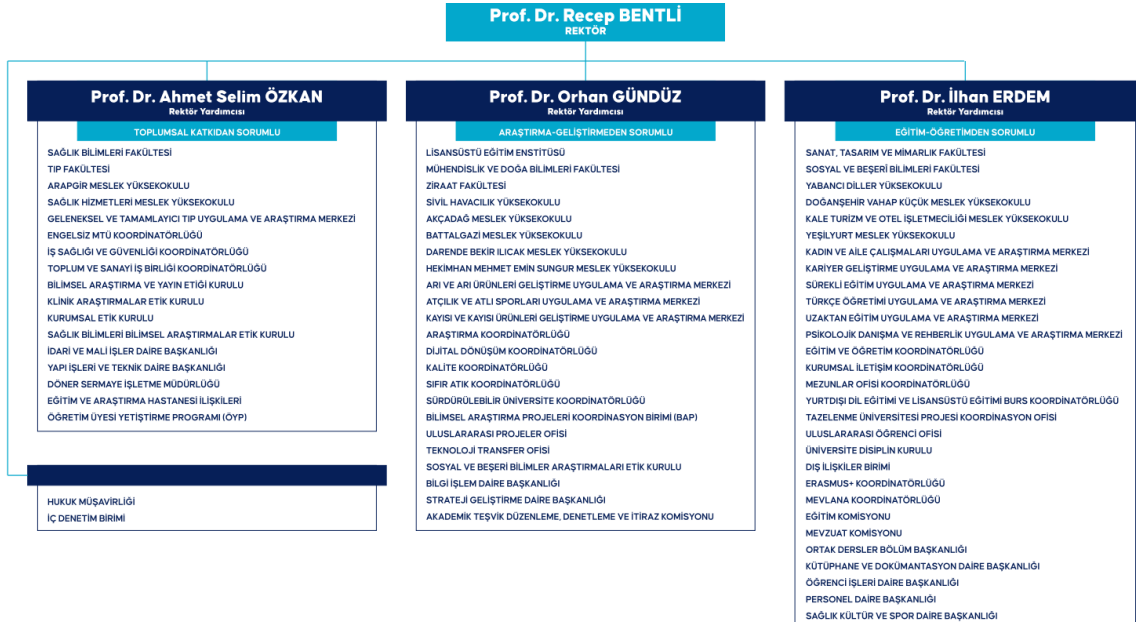 Prof. Dr. Recep BENTLİ
REKTÖR
Prof. Dr. Ahmet Selim ÖZKAN
Rektör Yardımcısı
TOPLUMSAL KATKIDAN SORUMLU
SAĞLIK BİLİMLERİ FAKÜLTESİ
TIP FAKÜLTESİ
ARAPGİR MESLEK YÜKSEKOKULU
SAĞLIK HİZMETLERİ MESLEK YÜKSEKOKULU
GELENEKSEL VE TAMAMLAYICI TIP UYGULAMA VE ARAŞTIRMA MERKEZİ
ENGELSİZ MTÜ KOORDİNATÖRLÜĞÜ
İŞ SAĞLIĞI VE GÜVENLİĞİ KOORDİNATÖRLÜĞÜ
TOPLUM VE SANAYİ İŞ BİRLİĞİ KOORDİNATÖRLÜĞÜ
BİLİMSEL ARAŞTIRMA VE YAYIN ETİĞİ KURULU
KLİNİK ARAŞTIRMALAR ETİK KURULU
KURUMSAL ETİK KURULU
SAĞLIK BİLİMLERİ BİLİMSEL ARAŞTIRMALAR ETİK KURULU
İDARİ VE MALİ İŞLER DAİRE BAŞKANLIĞI
YAPI İŞLERİ VE TEKNİK DAİRE BAŞKANLIĞI
DÖNER SERMAYE İŞLETME MÜDÜRLÜĞÜ
EĞİTİM VE ARAŞTIRMA HASTANESİ İLİŞKİLERİ
ÖĞRETİM ÜYESİ YETİŞTİRME PROGRAMI (ÖYP)
HUKUK MÜŞAVİRLİĞİ
İÇ DENETİM BİRİMİ
Prof. Dr. Orhan GÜNDÜZ
Rektör Yardımcısı
ARAŞTIRMA-GELİŞTİRMEDEN SORUMLU
LİSANSÜSTÜ EĞİTİM ENSTİTÜSÜ
MÜHENDİSLİK VE DOĞA BİLİMLERİ FAKÜLTESİ
ZİRAAT FAKÜLTESİ
SİVİL HAVACILIK YÜKSEKOKULU
AKÇADAĞ MESLEK YÜKSEKOKULU
BATTALGAZİ MESLEK YÜKSEKOKULU
DARENDE BEKİR ILICAK MESLEK YÜKSEKOKULU
HEKİMHAN MEHMET EMİN SUNGUR MESLEK YÜKSEKOKULU
ARI VE ARI ÜRÜNLERİ GELİŞTİRME UYGULAMA VE ARAŞTIRMA MERKEZİ
ATÇILIK VE ATLI SPORLARI UYGULAMA VE ARAŞTIRMA MERKEZİ
KAYISI VE KAYISI ÜRÜNLERİ GELİŞTİRME UYGULAMA VE ARAŞTIRMA MERKEZİ
ARAŞTIRMA KOORDİNATÖRLÜĞÜ
DİJİTAL DÖNÜŞÜM KOORDİNATÖRLÜĞÜ
KALİTE KOORDİNATÖRLÜĞÜ
SIFIR ATIK KOORDİNATÖRLÜĞÜ
SÜRDÜRÜLEBİLİR ÜNİVERSİTE KOORDİNATÖRLÜĞÜ
BİLİMSEL ARAŞTIRMA PROJELERİ KOORDİNASYON BİRİMİ (BAP)
ULUSLARARASI PROJELER OFİSİ
TEKNOLOJİ TRANSFER OFİSİ
SOSYAL VE BEŞERİ BİLİMLER ARAŞTIRMALARI ETİK KURULU
BİLGİ İŞLEM DAİRE BAŞKANLIĞI
STRATEJİ GELİŞTİRME DAİRE BAŞKANLIĞI
AKADEMİK TEŞVİK DÜZENLEME, DENETLEME VE İTİRAZ KOMİSYONU
Prof. Dr. İlhan ERDEM
Rektör Yardımcısı
EĞİTİM-ÖĞRETİMDEN SORUMLU
SANAT, TASARIM VE MİMARLIK FAKÜLTESİ
SOSYAL VE BEŞERÎ BİLİMLERİ FAKÜLTESİ
YABANCI DİLLER YÜKSEKOKULU
DOĞANŞEHİR VAHAP KÜÇÜK MESLEK YÜKSEKOKULU
KALE TURİZM VE OTEL İŞLETMECİLİĞİ MESLEK YÜKSEKOKULU
YEŞİLYURT MESLEK YÜKSEKOKULU
KADIN VE AİLE ÇALIŞMALARI UYGULAMA VE ARAŞTIRMA MERKEZİ
KARİYER GELİŞTİRME UYGULAMA VE ARAŞTIRMA MERKEZİ
SÜREKLİ EĞİTİM UYGULAMA VE ARAŞTIRMA MERKEZİ
TÜRKÇE ÖĞRETİMİ UYGULAMA VE ARAŞTIRMA MERKEZİ
UZAKTAN EĞİTİM UYGULAMA VE ARAŞTIRMA MERKEZİ
PSİKOLOJİK DANIŞMA VE REHBERLİK UYGULAMA VE ARAŞTIRMA MERKEZİ
EĞİTİM VE ÖĞRETİM KOORDİNATÖRLÜĞÜ
KURUMSAL İLETİŞİM KOORDİNATÖRLÜĞÜ
MEZUNLAR OFİSİ KOORDİNATÖRLÜĞÜ
YURTDIŞI DİL EĞİTİMİ VE LİSANSÜSTÜ EĞİTİMİ BURS KOORDİNATÖRLÜĞÜ
TAZELENME ÜNİVERSİTESİ PROJESİ KOORDİNASYON OFİSİ
ULUSLARARASI ÖĞRENCİ OFİSİ
ÜNİVERSİTE DİSİPLİN KURULU
DIŞ İLİŞKİLER BİRİMİ
ERASMUS+ KOORDİNATÖRLÜĞÜ
MEVLANA KOORDİNATÖRLÜĞÜ
EĞİTİM KOMİSYONU
MEVZUAT KOMİSYONU
ORTAK DERSLER BÖLÜM BAŞKANLIĞI
KÜTÜPHANE VE DOKÜMANTASYON DAİRE BAŞKANLIĞI
ÖĞRENCİ İŞLERİ DAİRE BAŞKANLIĞI
PERSONEL DAİRE BAŞKANLIĞI
SAĞLIK KÜLTÜR VE SPOR DAİRE BAŞKANLIĞI